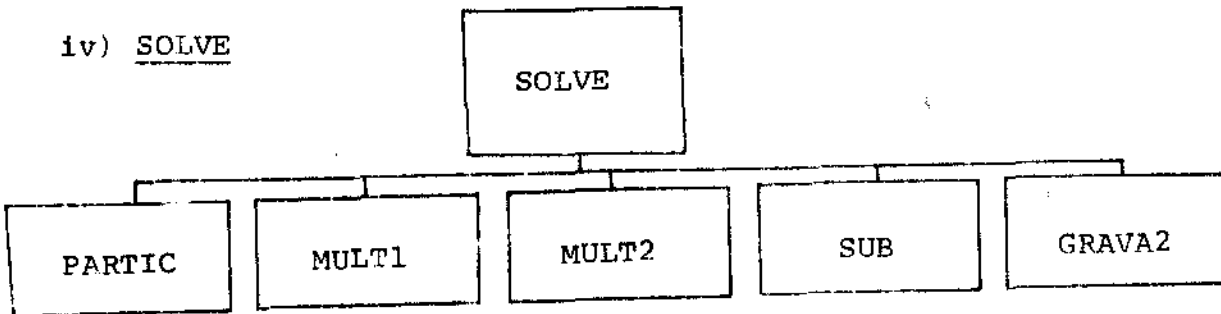 iv) SOLVE
SOLVE
PARTIC
MULT1
MULT2
SUB
GRAVA2